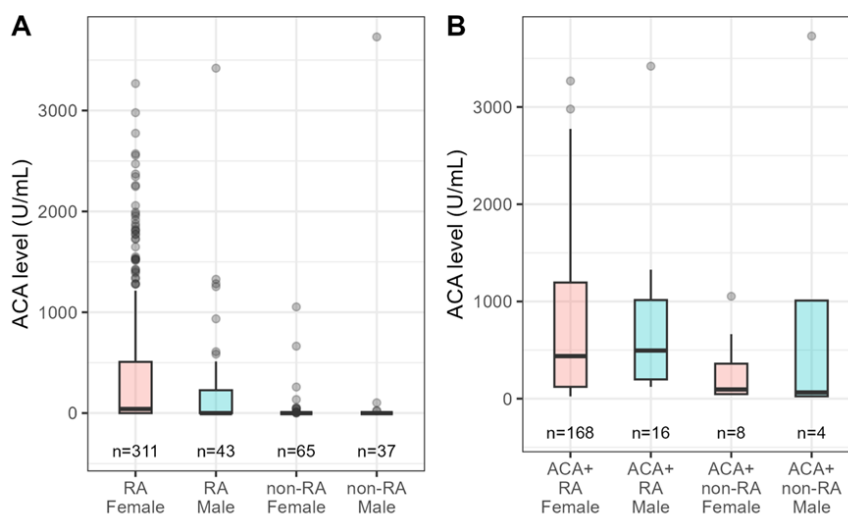 A
ACA level (U/mL)
3000
2000
1000
0
n=311 n=43 n=65 n=37
RA RA non-RA non-RA
Female Male Female Male
B
ACA level (U/mL)
3000
2000
1000
0
n=168 n=16 n=8 n=4
ACA+ ACA+ ACA+ ACA+
RA RA non-RA non-RA
Female Male Female Male